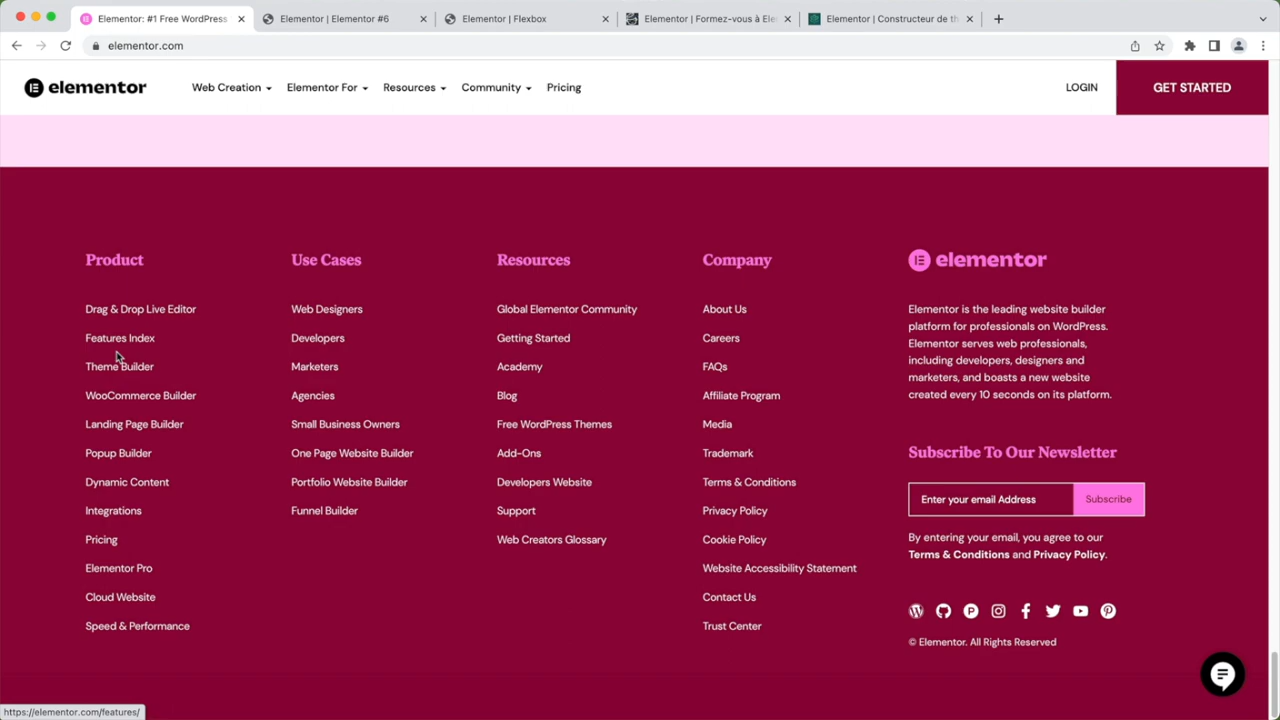 Elementor: #1 Free WordPress
Elementor | Elementor #6
Elementor | Flexbox
Elementor | Formez-vous à Ele
Elementor | Constructeur de th
elementor.com
elementor
Web Creation
Elementor For
Resources
Community
Pricing
LOGIN
GET STARTED
Product
Drag & Drop Live Editor
Features Index
Theme Builder
WooCommerce Builder
Landing Page Builder
Popup Builder
Dynamic Content
Integrations
Pricing
Elementor Pro
Cloud Website
Speed & Performance
Use Cases
Web Designers
Developers
Marketers
Agencies
Small Business Owners
One Page Website Builder
Portfolio Website Builder
Funnel Builder
Resources
Global Elementor Community
Getting Started
Academy
Blog
Free WordPress Themes
Add-Ons
Developers Website
Support
Web Creators Glossary
Company
About Us
Careers
FAQs
Affiliate Program
Media
Trademark
Terms & Conditions
Privacy Policy
Cookie Policy
Website Accessibility Statement
Contact Us
Trust Center
elementor
Elementor is the leading website builder
platform for professionals on WordPress.
Elementor serves web professionals,
including developers, designers and
marketers, and boasts a new website
created every 10 seconds on its platform.
Subscribe To Our Newsletter
Enter your email Address
Subscribe
By entering your email, you agree to our
Terms & Conditions and Privacy Policy.
© Elementor. All Rights Reserved
https://elementor.com/features/